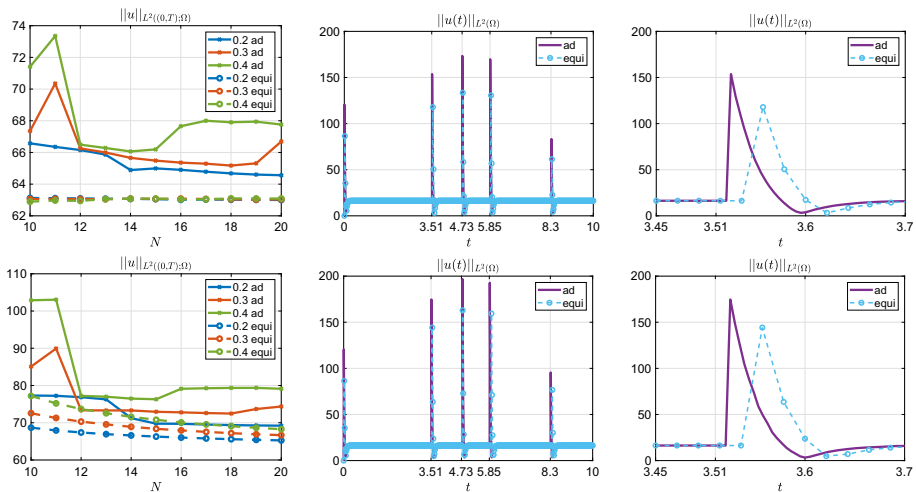 ||u||_{L²((0,T);Ω)}
74
72
70
68
66
64
62
10 12 14 16 18 20
N
0.2 ad
0.3 ad
0.4 ad
0.2 equi
0.3 equi
0.4 equi
||u(t)||_{L²(Ω)}
200
150
100
50
0
0 3.51 4.73 5.85 8.3 10
t
ad
equi
||u(t)||_{L²(Ω)}
200
150
100
50
0
3.45 3.51 3.6 3.7
t
ad
equi
||u||_{L²((0,T);Ω)}
110
100
90
80
70
60
10 12 14 16 18 20
N
0.2 ad
0.3 ad
0.4 ad
0.2 equi
0.3 equi
0.4 equi
||u(t)||_{L²(Ω)}
200
150
100
50
0
0 3.51 4.73 5.85 8.3 10
t
ad
equi
||u(t)||_{L²(Ω)}
200
150
100
50
0
3.45 3.51 3.6 3.7
t
ad
equi